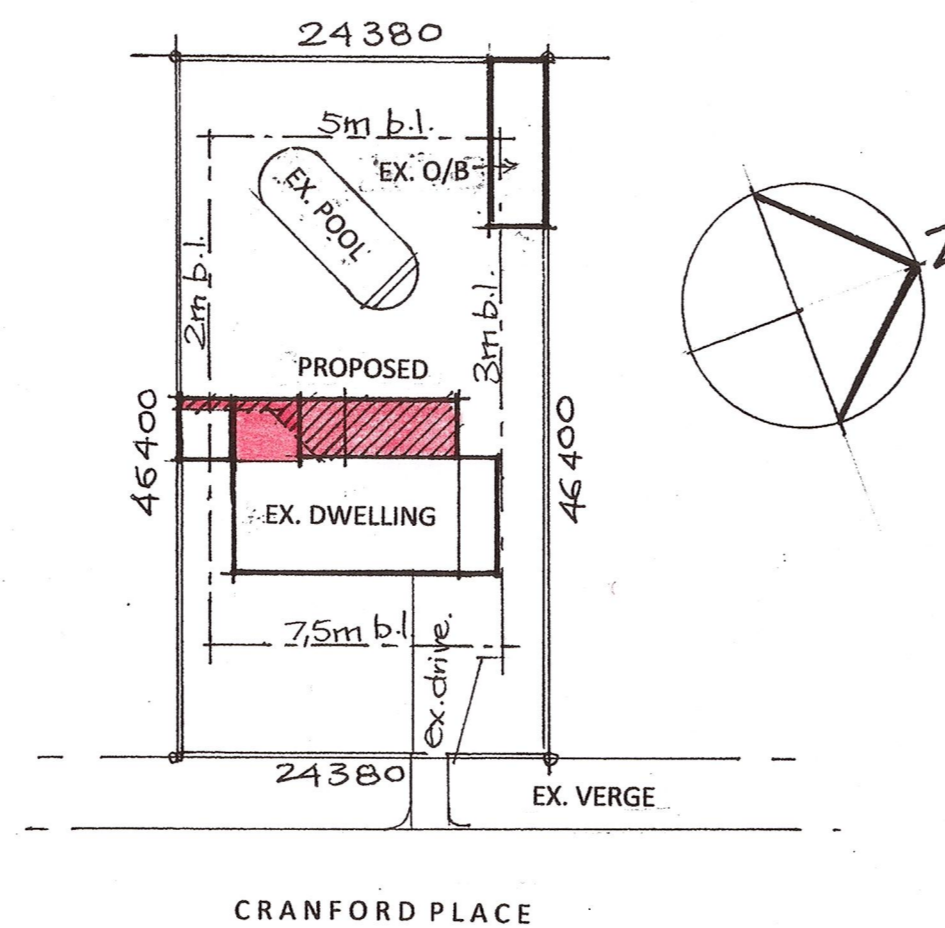 24380
5m b.l.
EX. O/B
EX. POOL
2m b.l.
3m b.l.
PROPOSED
46400
46400
EX. DWELLING
7,5m b.l
ex.drive.
24380
EX. VERGE
CRANFORD PLACE